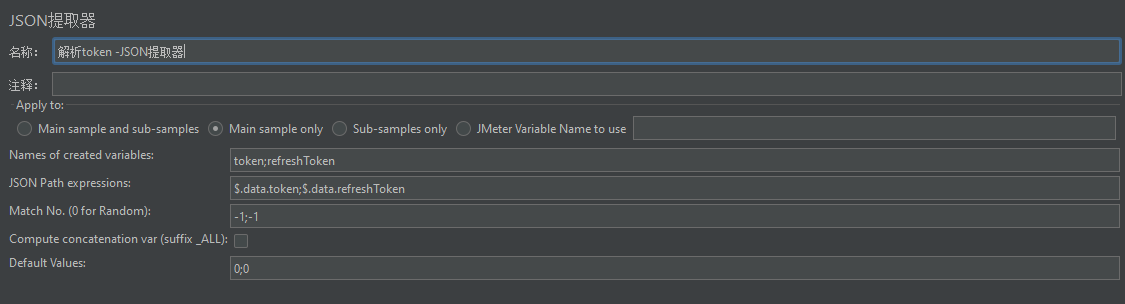 JSON提取器
名称： 解析token -JSON提取器
注释：
Apply to:
Main sample and sub-samples Main sample only Sub-samples only JMeter Variable Name to use
Names of created variables: token;refreshToken
JSON Path expressions: $.data.token;$.data.refreshToken
Match No. (0 for Random): -1;-1
Compute concatenation var (suffix _ALL):
Default Values: 0;0